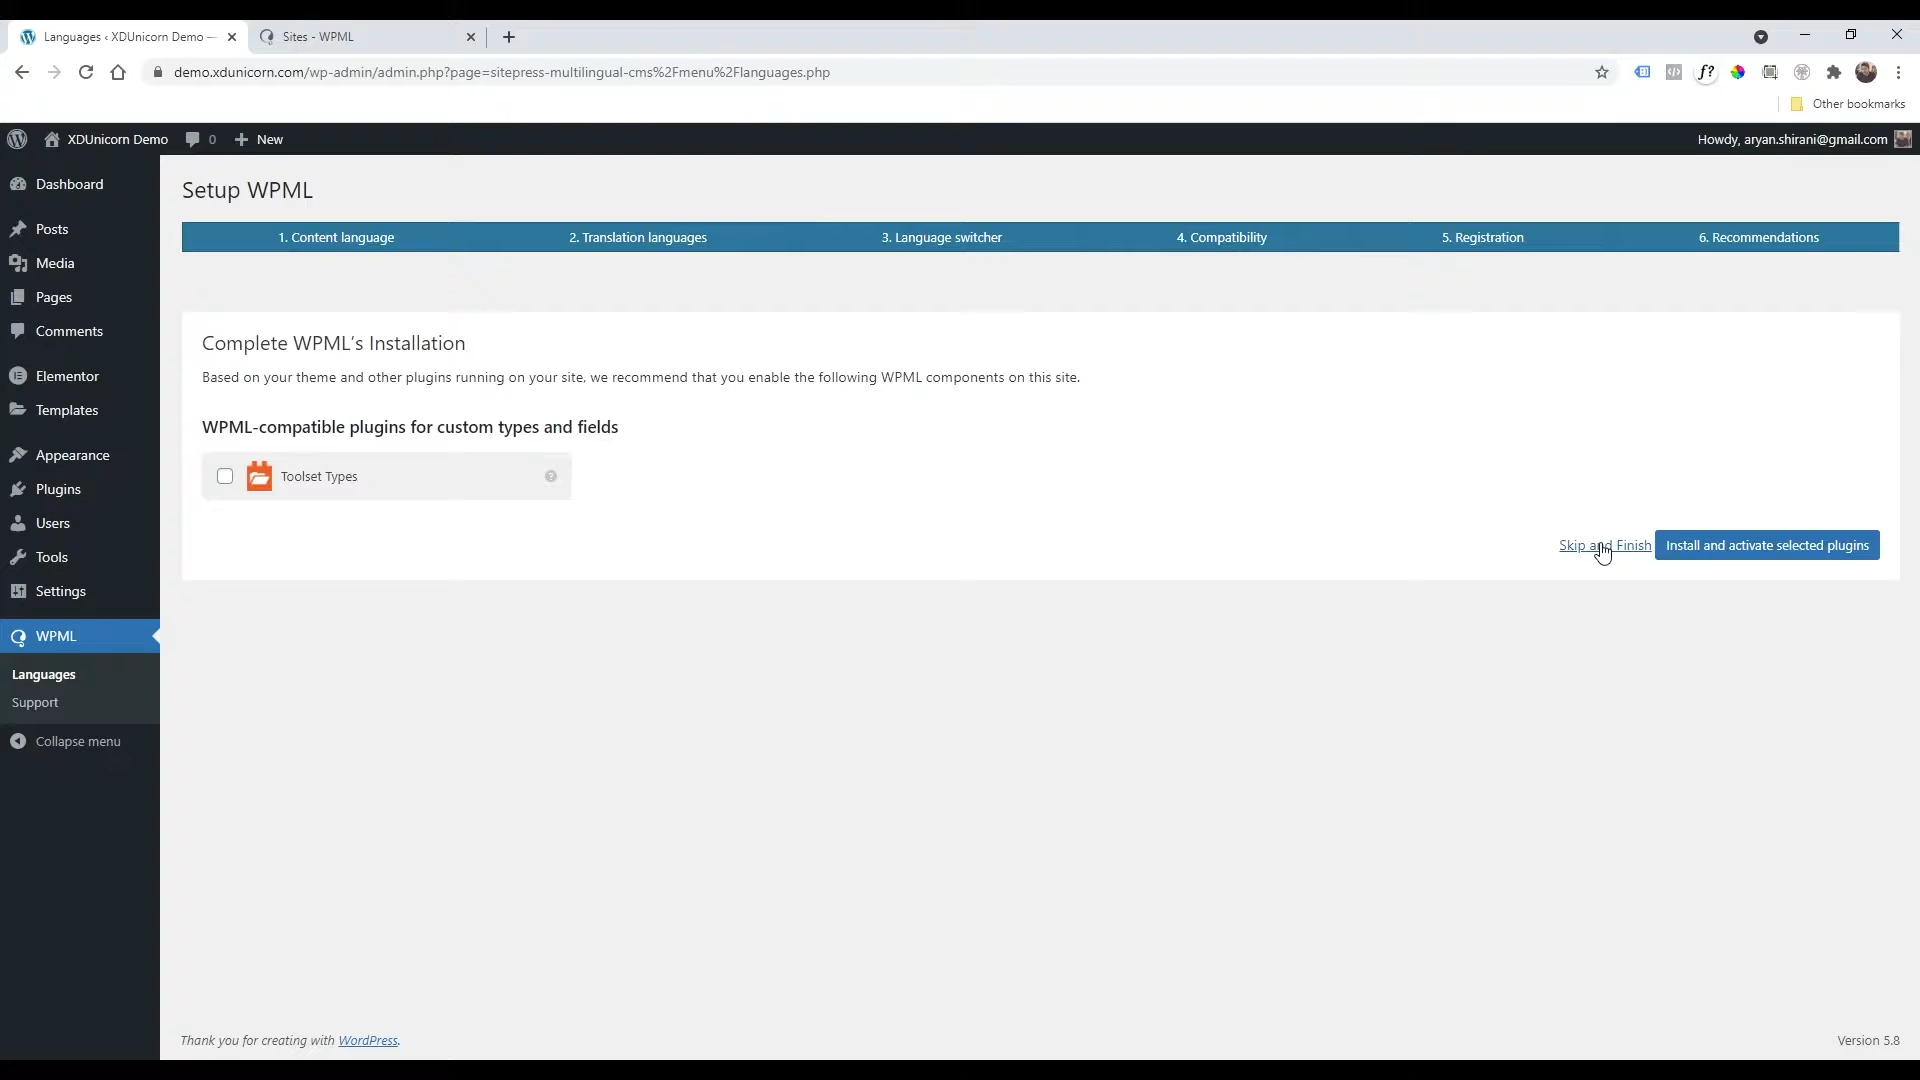 Languages ‹ XDUnicorn Demo —
Sites - WPML
demo.xdunicorn.com/wp-admin/admin.php?page=sitepress-multilingual-cms%2Fmenu%2Flanguages.php
f?
Other bookmarks
XDUnicorn Demo
0
New
Howdy, aryan.shirani@gmail.com
Dashboard
Posts
Media
Pages
Comments
Elementor
Templates
Appearance
Plugins
Users
Tools
Settings
WPML
Languages
Support
Collapse menu
Setup WPML
1. Content language
2. Translation languages
3. Language switcher
4. Compatibility
5. Registration
6. Recommendations
Complete WPML's Installation
Based on your theme and other plugins running on your site, we recommend that you enable the following WPML components on this site.
WPML-compatible plugins for custom types and fields
Toolset Types
?
Skip and Finish
Install and activate selected plugins
Thank you for creating with WordPress.
Version 5.8